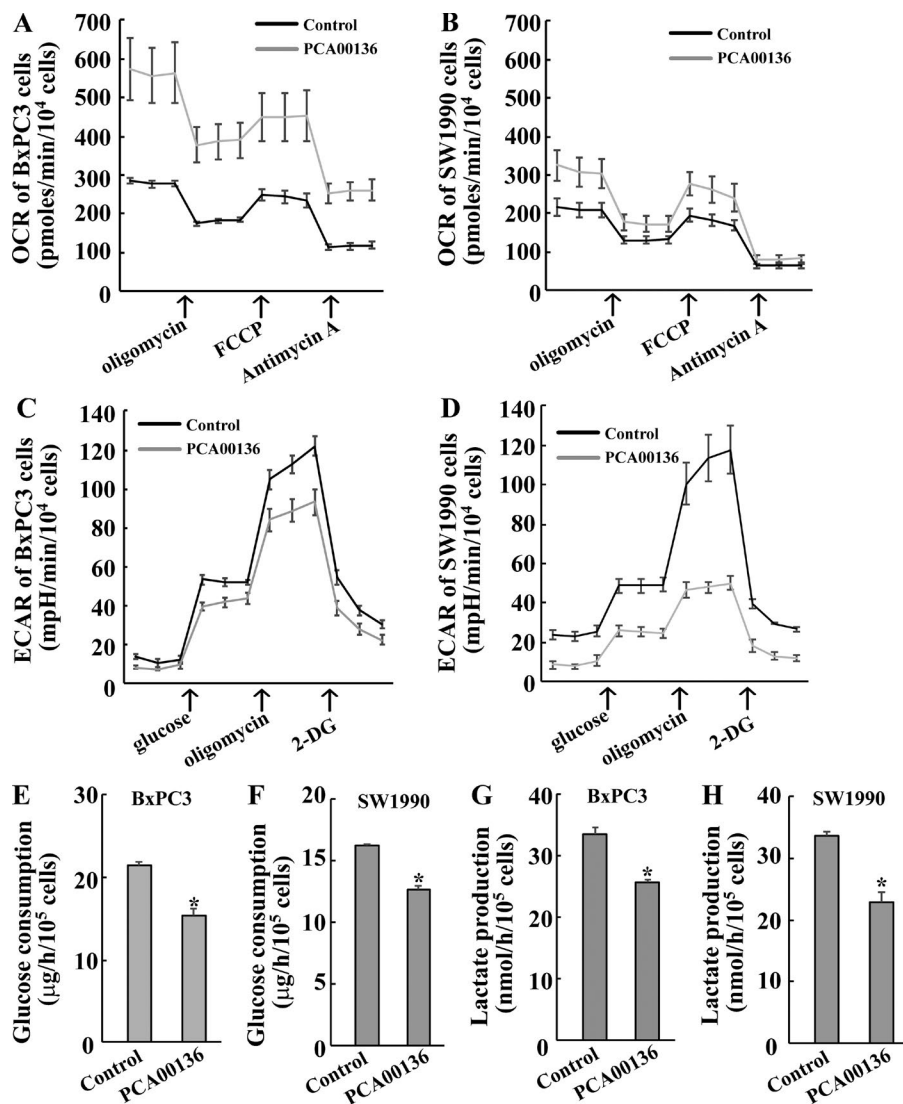 A
OCR of BxPC3 cells
(pmoles/min/10⁴ cells)
700
600
500
400
300
200
100
0
Control
PCA00136
oligomycin
FCCP
Antimycin A
B
OCR of SW1990 cells
(pmoles/min/10⁴ cells)
700
600
500
400
300
200
100
0
Control
PCA00136
oligomycin
FCCP
Antimycin A
C
ECAR of BxPC3 cells
(mpH/min/10⁴ cells)
140
120
100
80
60
40
20
0
Control
PCA00136
glucose
oligomycin
2-DG
D
ECAR of SW1990 cells
(mpH/min/10⁴ cells)
140
120
100
80
60
40
20
0
Control
PCA00136
glucose
oligomycin
2-DG
E
BxPC3
Glucose consumption
(μg/h/10⁵ cells)
30
20
10
0
*
Control
PCA00136
F
SW1990
Glucose consumption
(μg/h/10⁵ cells)
20
15
10
5
0
*
Control
PCA00136
G
BxPC3
Lactate production
(nmol/h/10⁵ cells)
40
30
20
10
0
*
Control
PCA00136
H
SW1990
Lactate production
(nmol/h/10⁵ cells)
40
30
20
10
0
*
Control
PCA00136